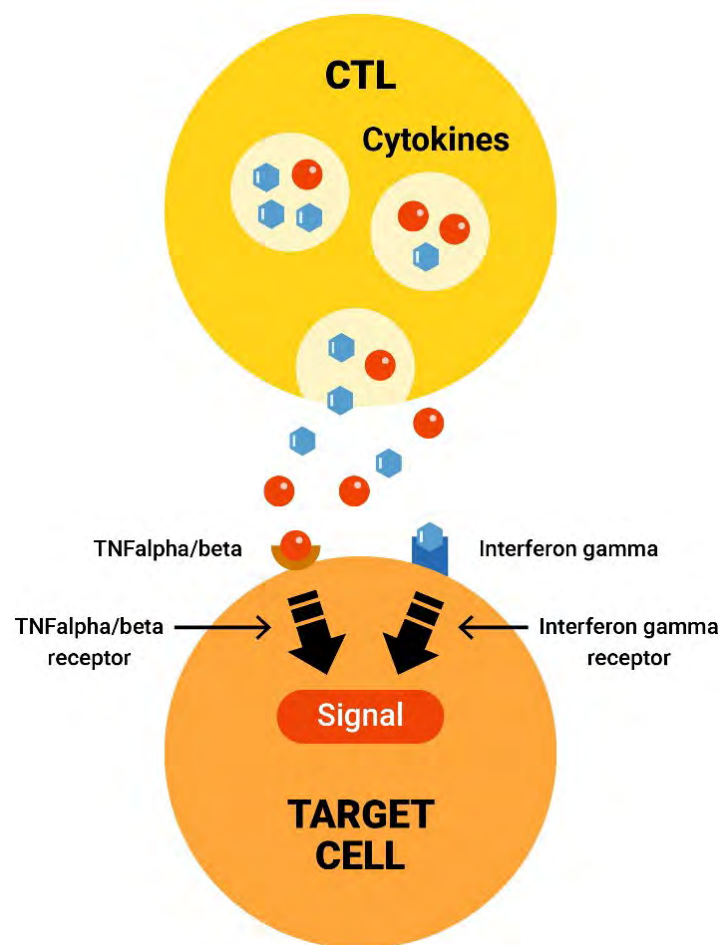 CTL
Cytokines
TNFalpha/beta
Interferon gamma
TNFalpha/beta
receptor
Interferon gamma
receptor
Signal
TARGET
CELL